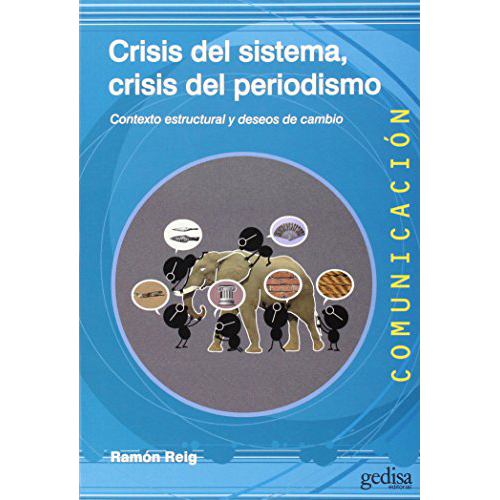 Crisis del sistema,
crisis del periodismo
Contexto estructural y deseos de cambio
COMUNICACIÓN
Ramón Reig
gedisa
editorial